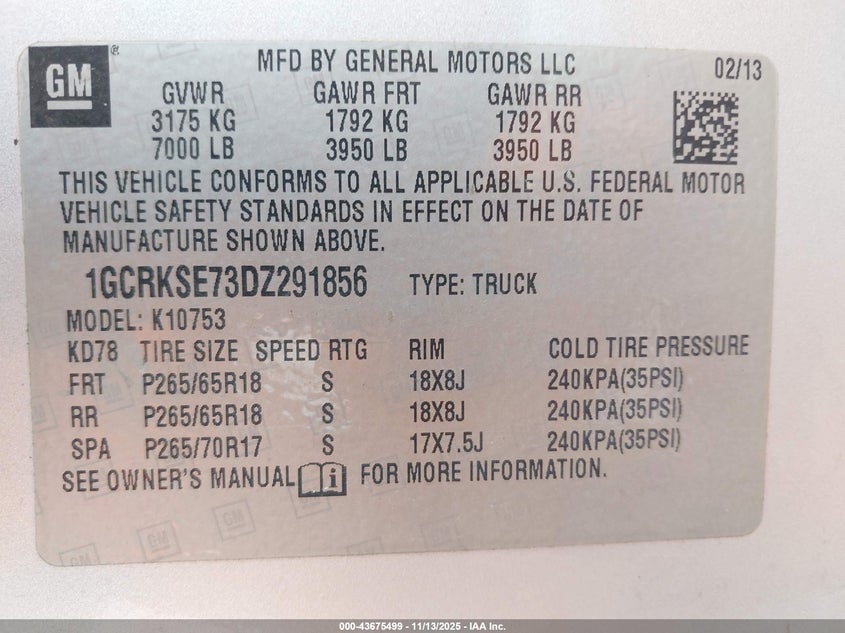 GM
MFD BY GENERAL MOTORS LLC 02/13
GVWR GAWR FRT GAWR RR
3175 KG 1792 KG 1792 KG
7000 LB 3950 LB 3950 LB
THIS VEHICLE CONFORMS TO ALL APPLICABLE U.S. FEDERAL MOTOR
VEHICLE SAFETY STANDARDS IN EFFECT ON THE DATE OF
MANUFACTURE SHOWN ABOVE.
1GCRKSE73DZ291856 TYPE: TRUCK
MODEL: K10753
KD78 TIRE SIZE SPEED RTG RIM COLD TIRE PRESSURE
FRT P265/65R18 S 18X8J 240KPA(35PSI)
RR P265/65R18 S 18X8J 240KPA(35PSI)
SPA P265/70R17 S 17X7.5J 240KPA(35PSI)
SEE OWNER'S MANUAL FOR MORE INFORMATION.
000-43675499 - 11/13/2025 - IAA Inc.